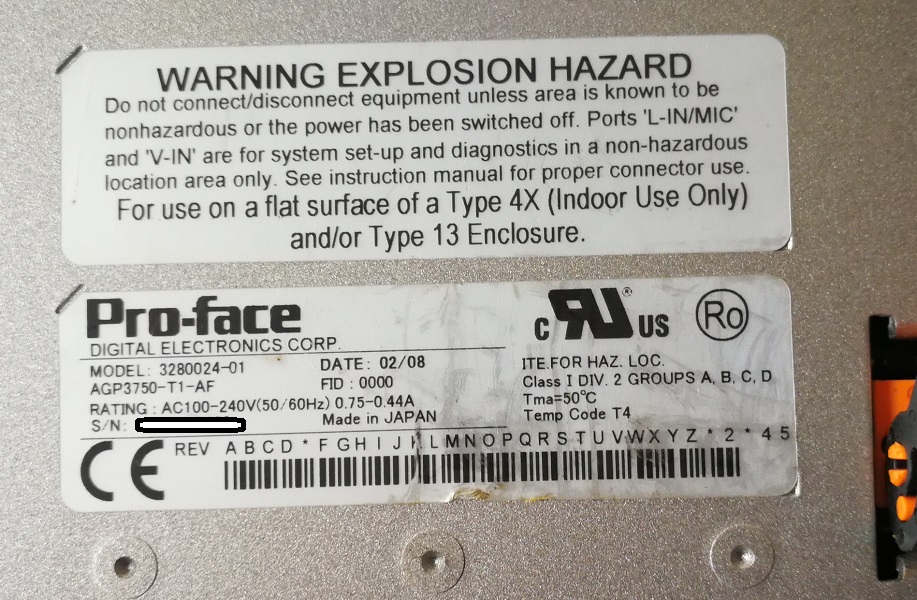 WARNING EXPLOSION HAZARD
Do not connect/disconnect equipment unless area is known to be
nonhazardous or the power has been switched off. Ports 'L-IN/MIC'
and 'V-IN' are for system set-up and diagnostics in a non-hazardous
location area only. See instruction manual for proper connector use.
For use on a flat surface of a Type 4X (Indoor Use Only)
and/or Type 13 Enclosure.
Pro-face
DIGITAL ELECTRONICS CORP.
MODEL: 3280024-01 DATE: 02/08
AGP3750-T1-AF FID: 0000
RATING: AC100-240V(50/60Hz) 0.75-0.44A
S/N: Made in JAPAN
C RU ® US Ro
ITE.FOR HAZ. LOC.
Class I DIV. 2 GROUPS A, B, C, D
Tma=50°C
Temp Code T4
CE REV A B C D * F G H I J L M N O P Q R S T U V W X Y Z * 2 * 4 5